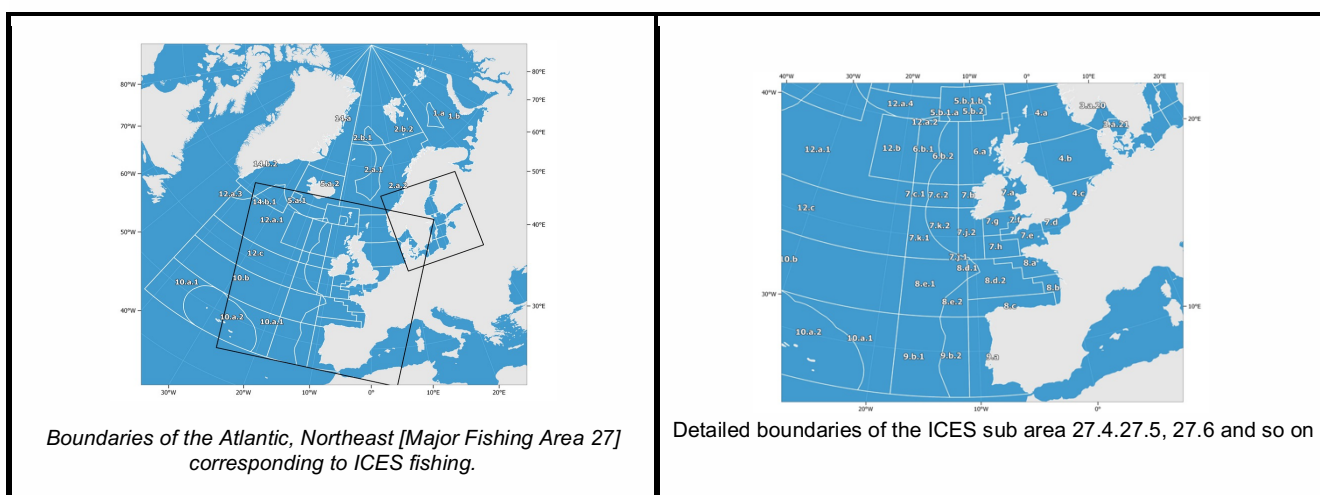 80°W
70°W
60°W
50°W
40°W
80°E
70°E
60°E
50°E
40°E
30°E
30°W
20°W
10°W
0°
10°E
20°E
14.a
2.b.1
2.b.2
1.a
1.b
14.b.2
2.a.1
2.a.2
5.a.2
12.a.3
14.b.1
5.a.1
12.a.1
12.c
10.b
10.a.1
10.a.2
10.a.1
Boundaries of the Atlantic, Northeast [Major Fishing Area 27]
corresponding to ICES fishing.
40°W
30°W
20°W
10°W
0°
10°E
20°E
40°W
30°W
20°E
10°E
20°W
10°W
0°
12.a.4
5.b.1.b
5.b.1.a
5.b.2
12.a.2
4.a
3.a.20
3.a.21
12.a.1
12.b
6.b.1
6.b.2
6.a
4.b
7.c.1
7.c.2
7.b
7.a
4.c
12.c
7.k.2
7.k.1
7.j.2
7.g
7.f
7.e
7.d
7.h
7.j.1
10.b
8.d.1
8.a
8.e.1
8.d.2
8.b
8.e.2
8.c
10.a.2
10.a.1
9.b.1
9.b.2
9.a
Detailed boundaries of the ICES sub area 27.4.27.5, 27.6 and so on